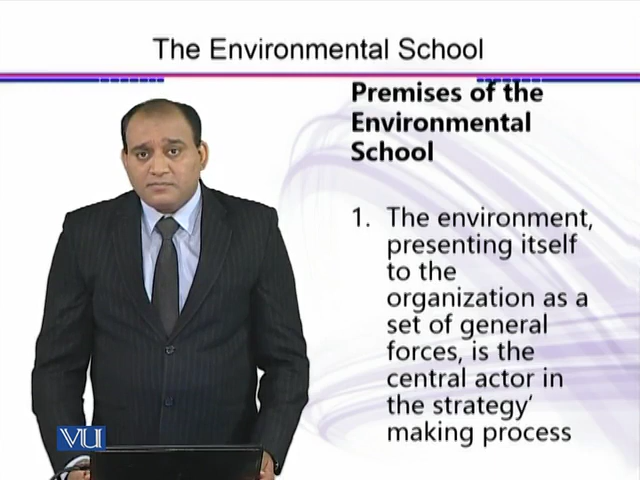 The Environmental School
Premises of the
Environmental
School
1. The environment,
presenting itself
to the
organization as a
set of general
forces, is the
central actor in
the strategy’
making process
VU